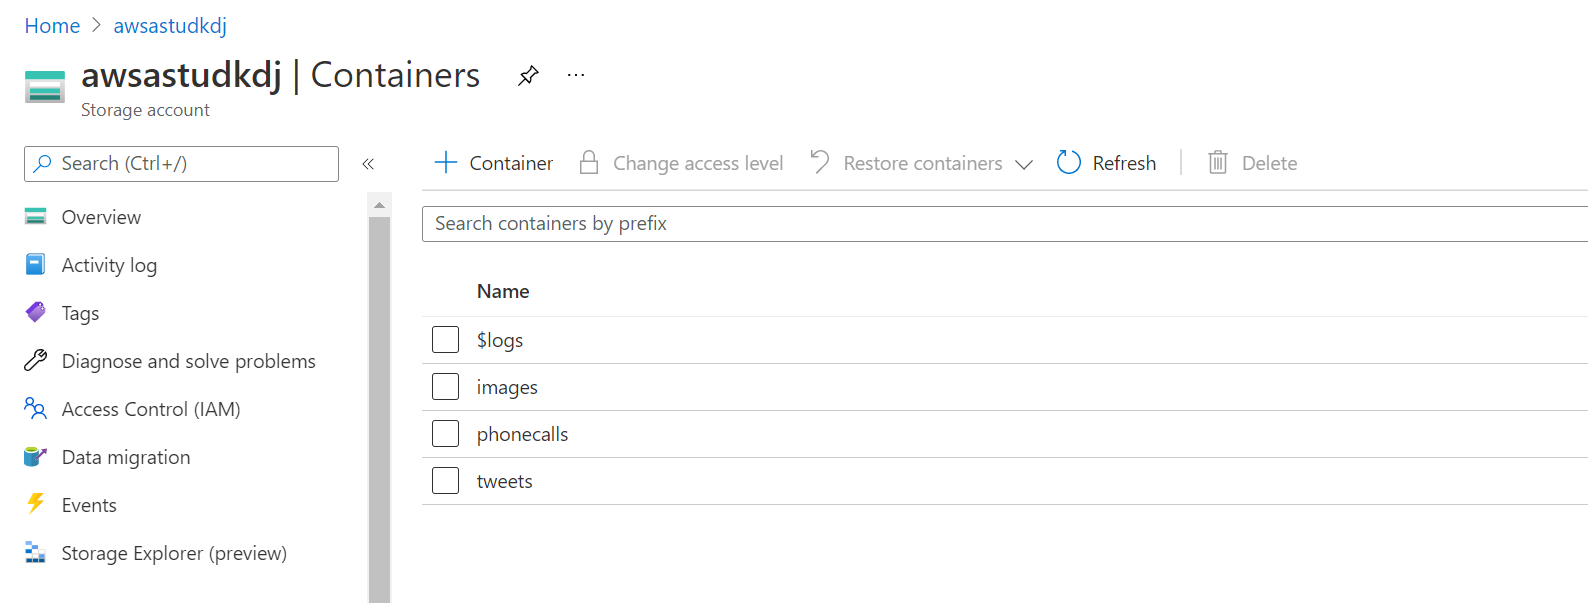 Home > awsastudkdj
awsastudkdj | Containers
Storage account
Search (Ctrl+/)
Overview
Activity log
Tags
Diagnose and solve problems
Access Control (IAM)
Data migration
Events
Storage Explorer (preview)
Container Change access level Restore containers Refresh Delete
Search containers by prefix
Name
$logs
images
phonecalls
tweets